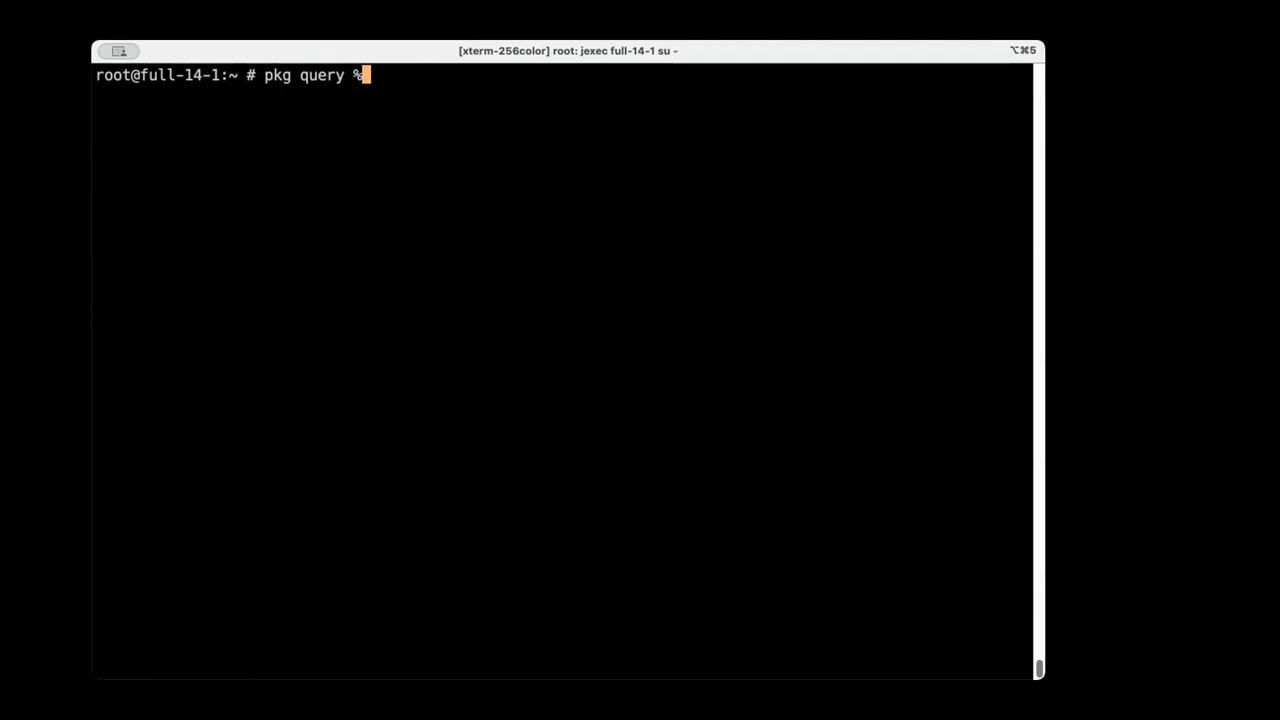 [xterm-256color] root: jexec full-14-1 su -
⌥⌘5
root@full-14-1:~ # pkg query %